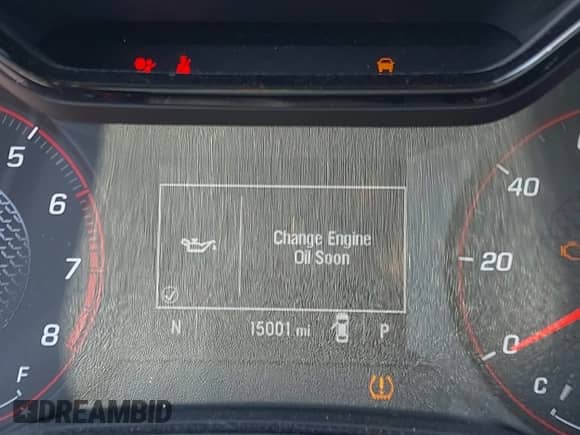 5
6
7
8
F
Change Engine
Oil Soon
N
15001 mi
P
40
20
0
C
DREAMBID